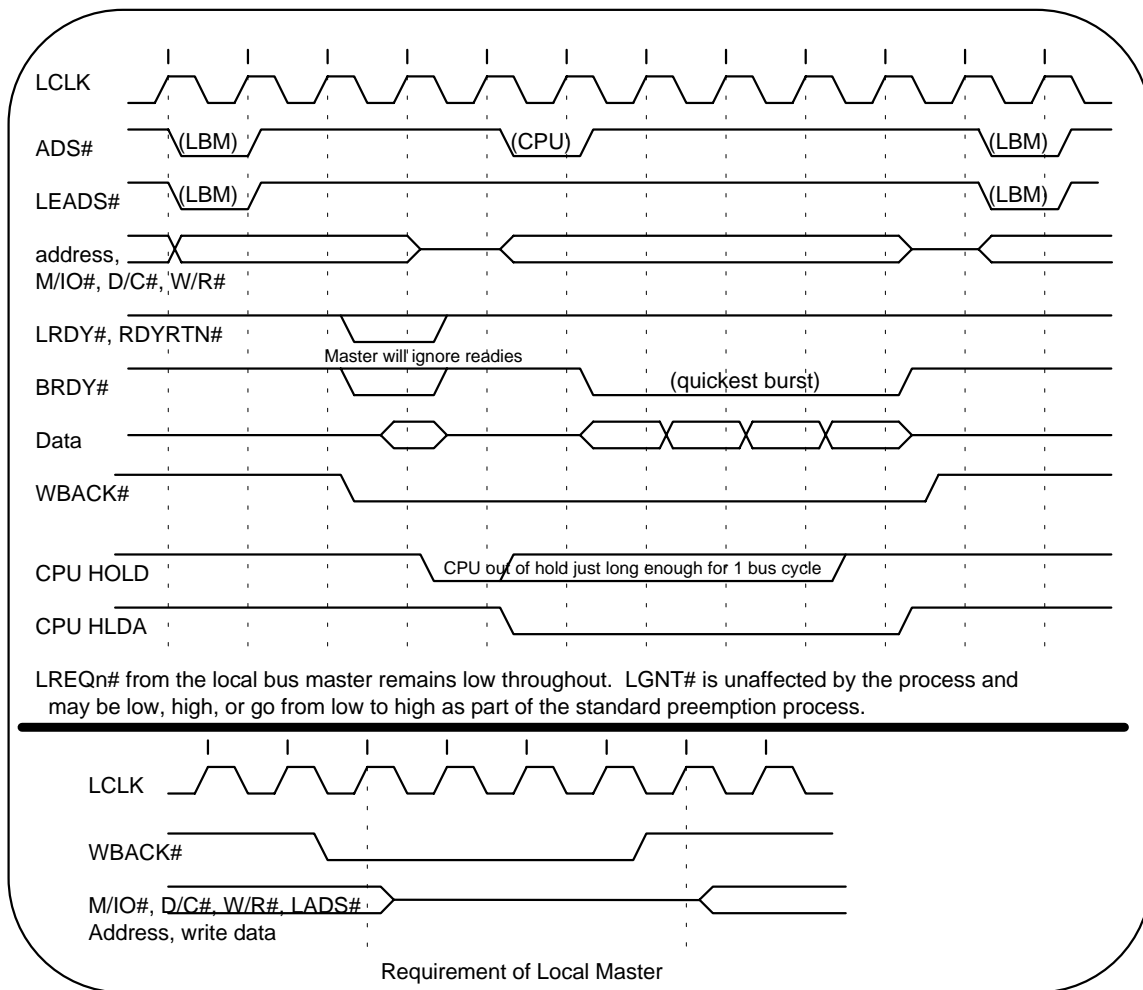 LCLK
ADS#
(LBM)
(CPU)
(LBM)
LEADS#
(LBM)
(LBM)
address,
M/IO#, D/C#, W/R#
LRDY#, RDYRTN#
Master will ignore readies
BRDY#
(quickest burst)
Data
WBACK#
CPU HOLD
CPU out of hold just long enough for 1 bus cycle
CPU HLDA
LREQn# from the local bus master remains low throughout. LGNT# is unaffected by the process and
may be low, high, or go from low to high as part of the standard preemption process.
LCLK
WBACK#
M/IO#, D/C#, W/R#, LADS#
Address, write data
Requirement of Local Master